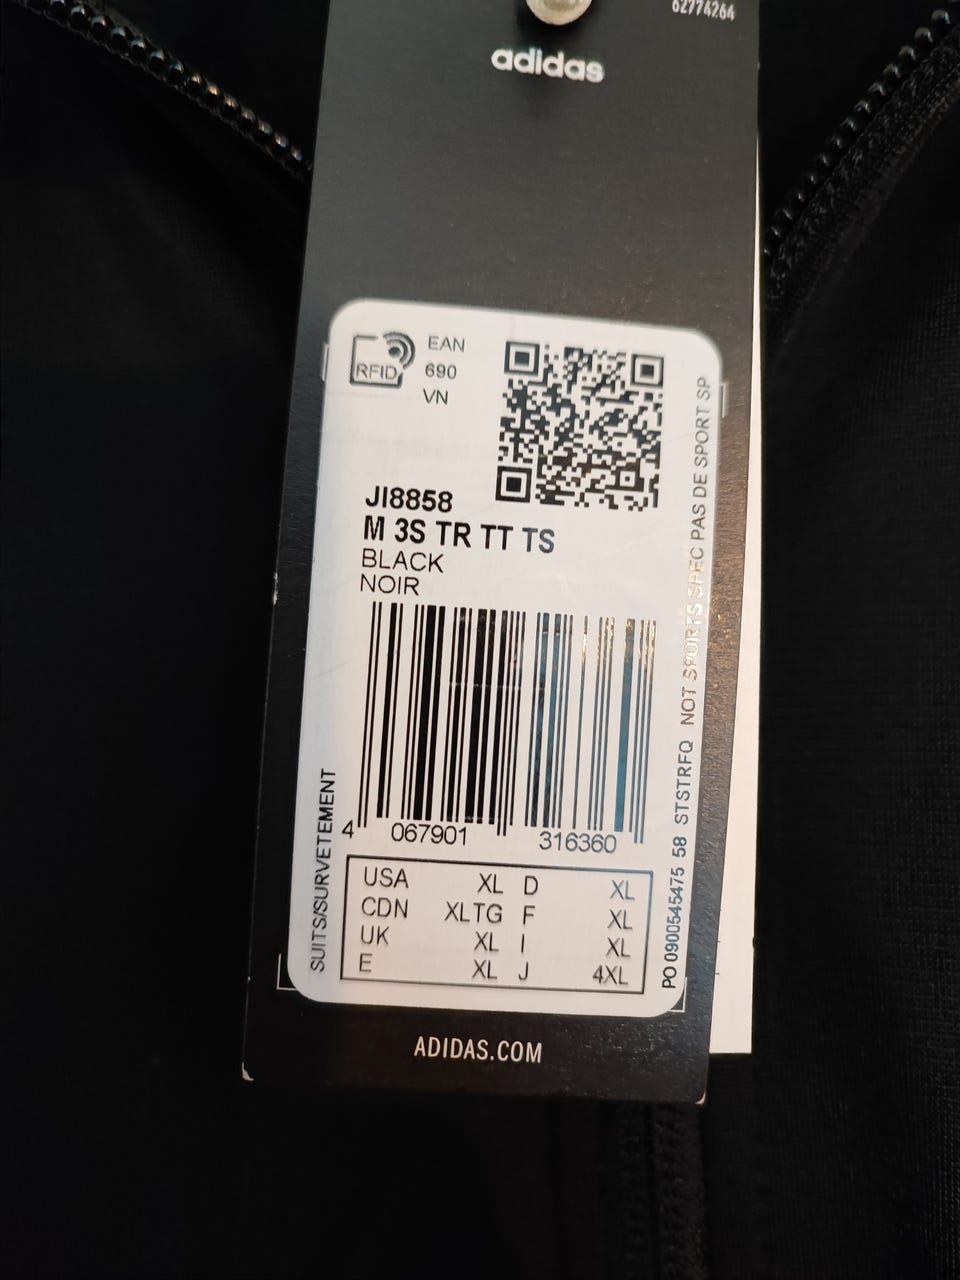 62774264
adidas
RFID
EAN
690
VN
JI8858
M 3S TR TT TS
BLACK
NOIR
4 067901 316360
USA XL D XL
CDN XLTG F XL
UK XL I XL
E XL J 4XL
SUITS/SURVETEMENT
PO 0900545475 58 STSTRFQ NOT SPORTS SPEC PAS DE SPORT SP
ADIDAS.COM